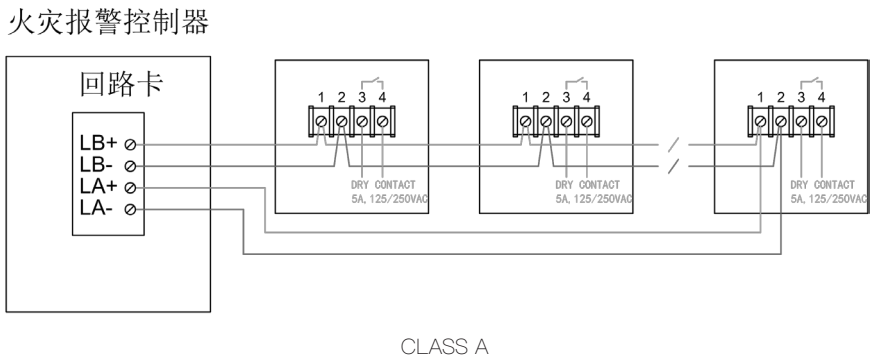 火灾报警控制器
回路卡
LB+
LB-
LA+
LA-
1 2 3 4
DRY CONTACT
5A, 125/250VAC
1 2 3 4
DRY CONTACT
5A, 125/250VAC
1 2 3 4
DRY CONTACT
5A, 125/250VAC
CLASS A